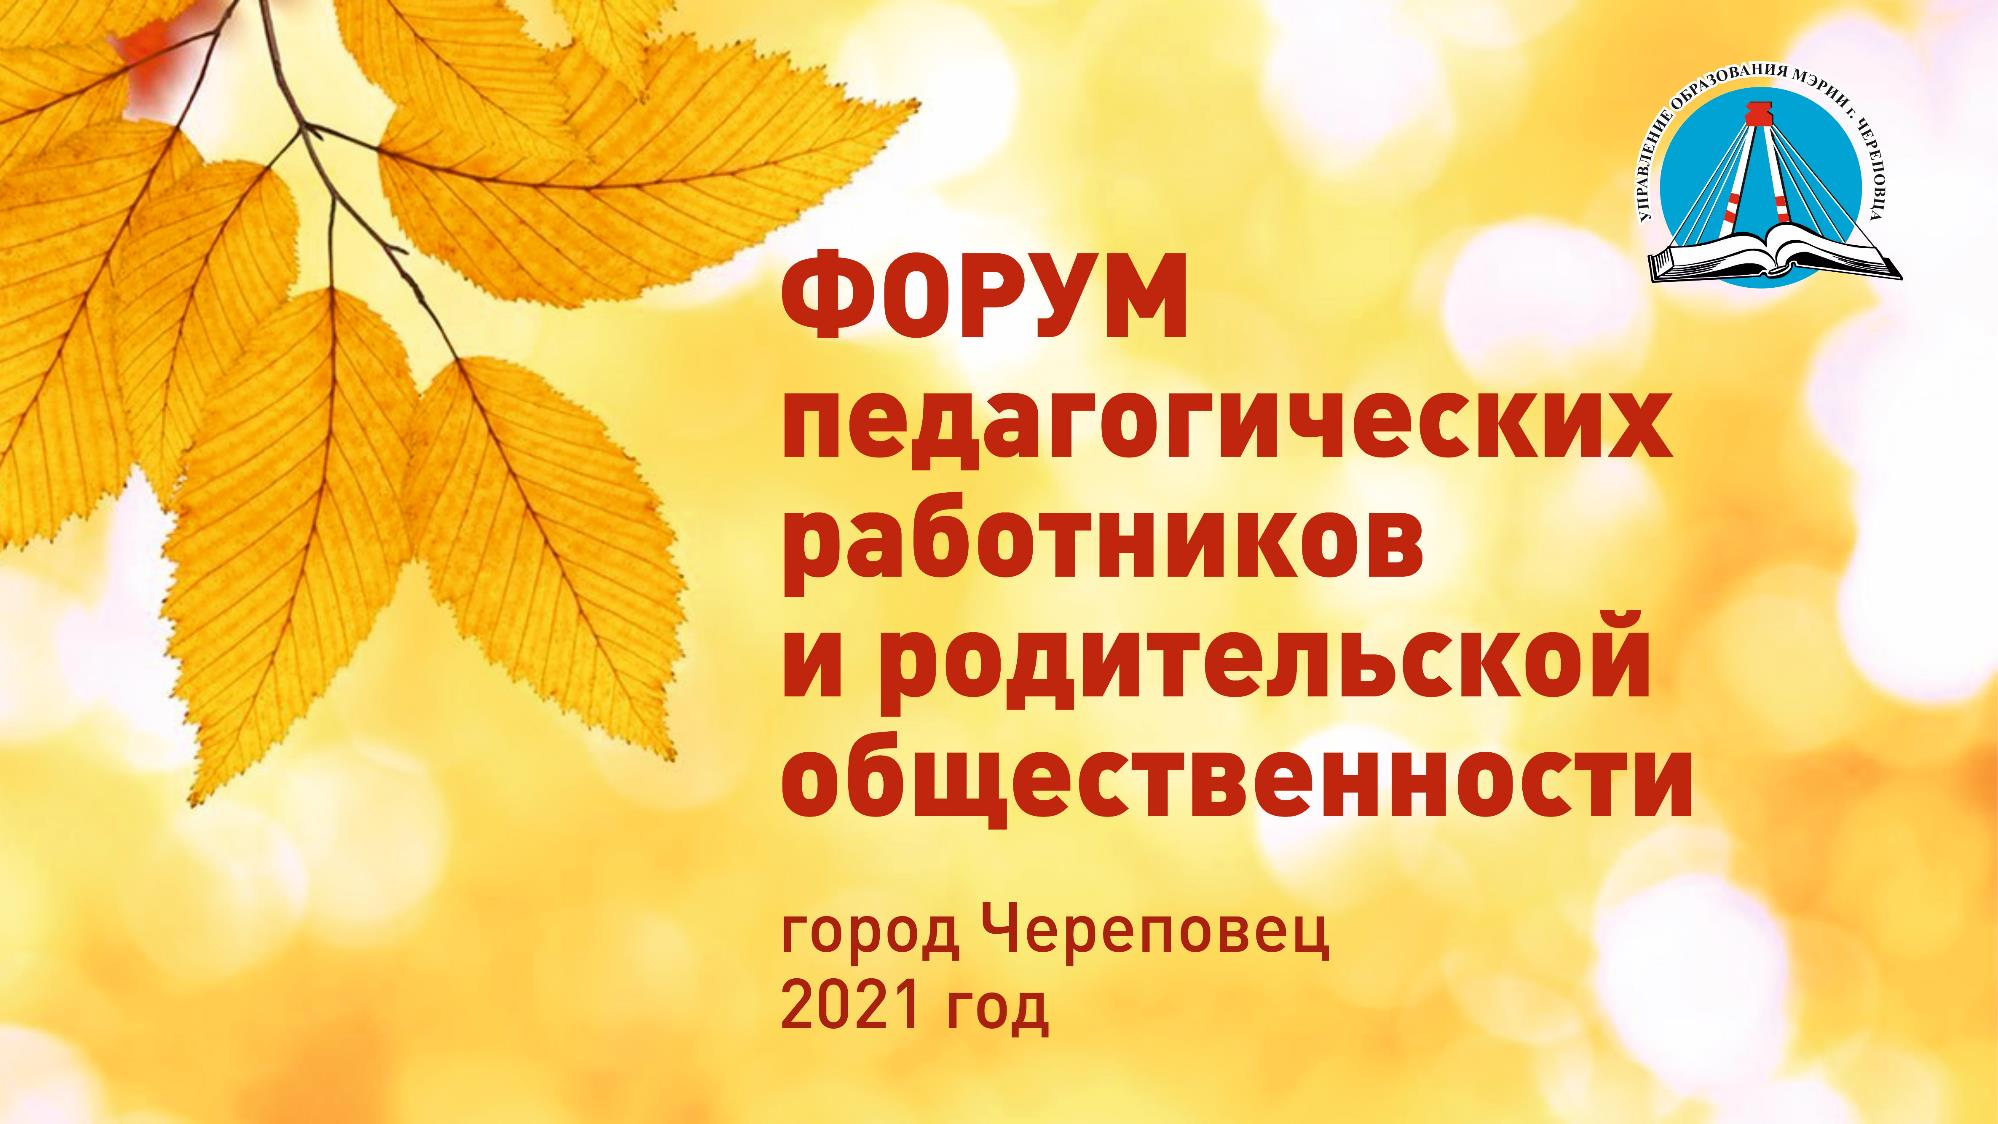 УПРАВЛЕНИЕ ОБРАЗОВАНИЯ МЭРИИ г. ЧЕРЕПОВЦА
ФОРУМ
педагогических
работников
и родительской
общественности
город Череповец
2021 год